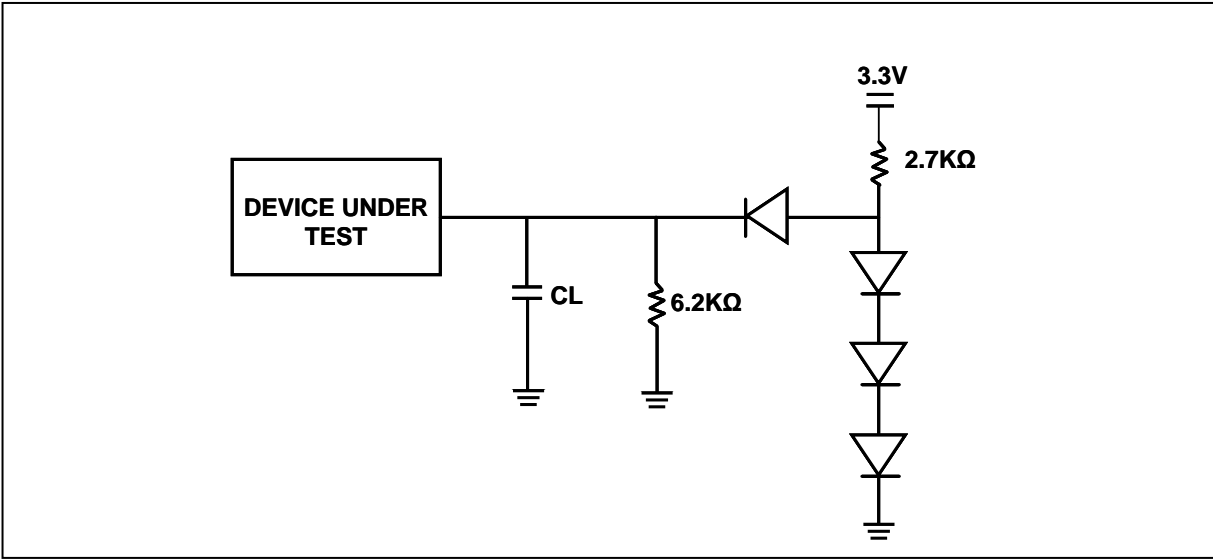 3.3V
2.7KΩ
DEVICE UNDER
TEST
CL
6.2KΩ